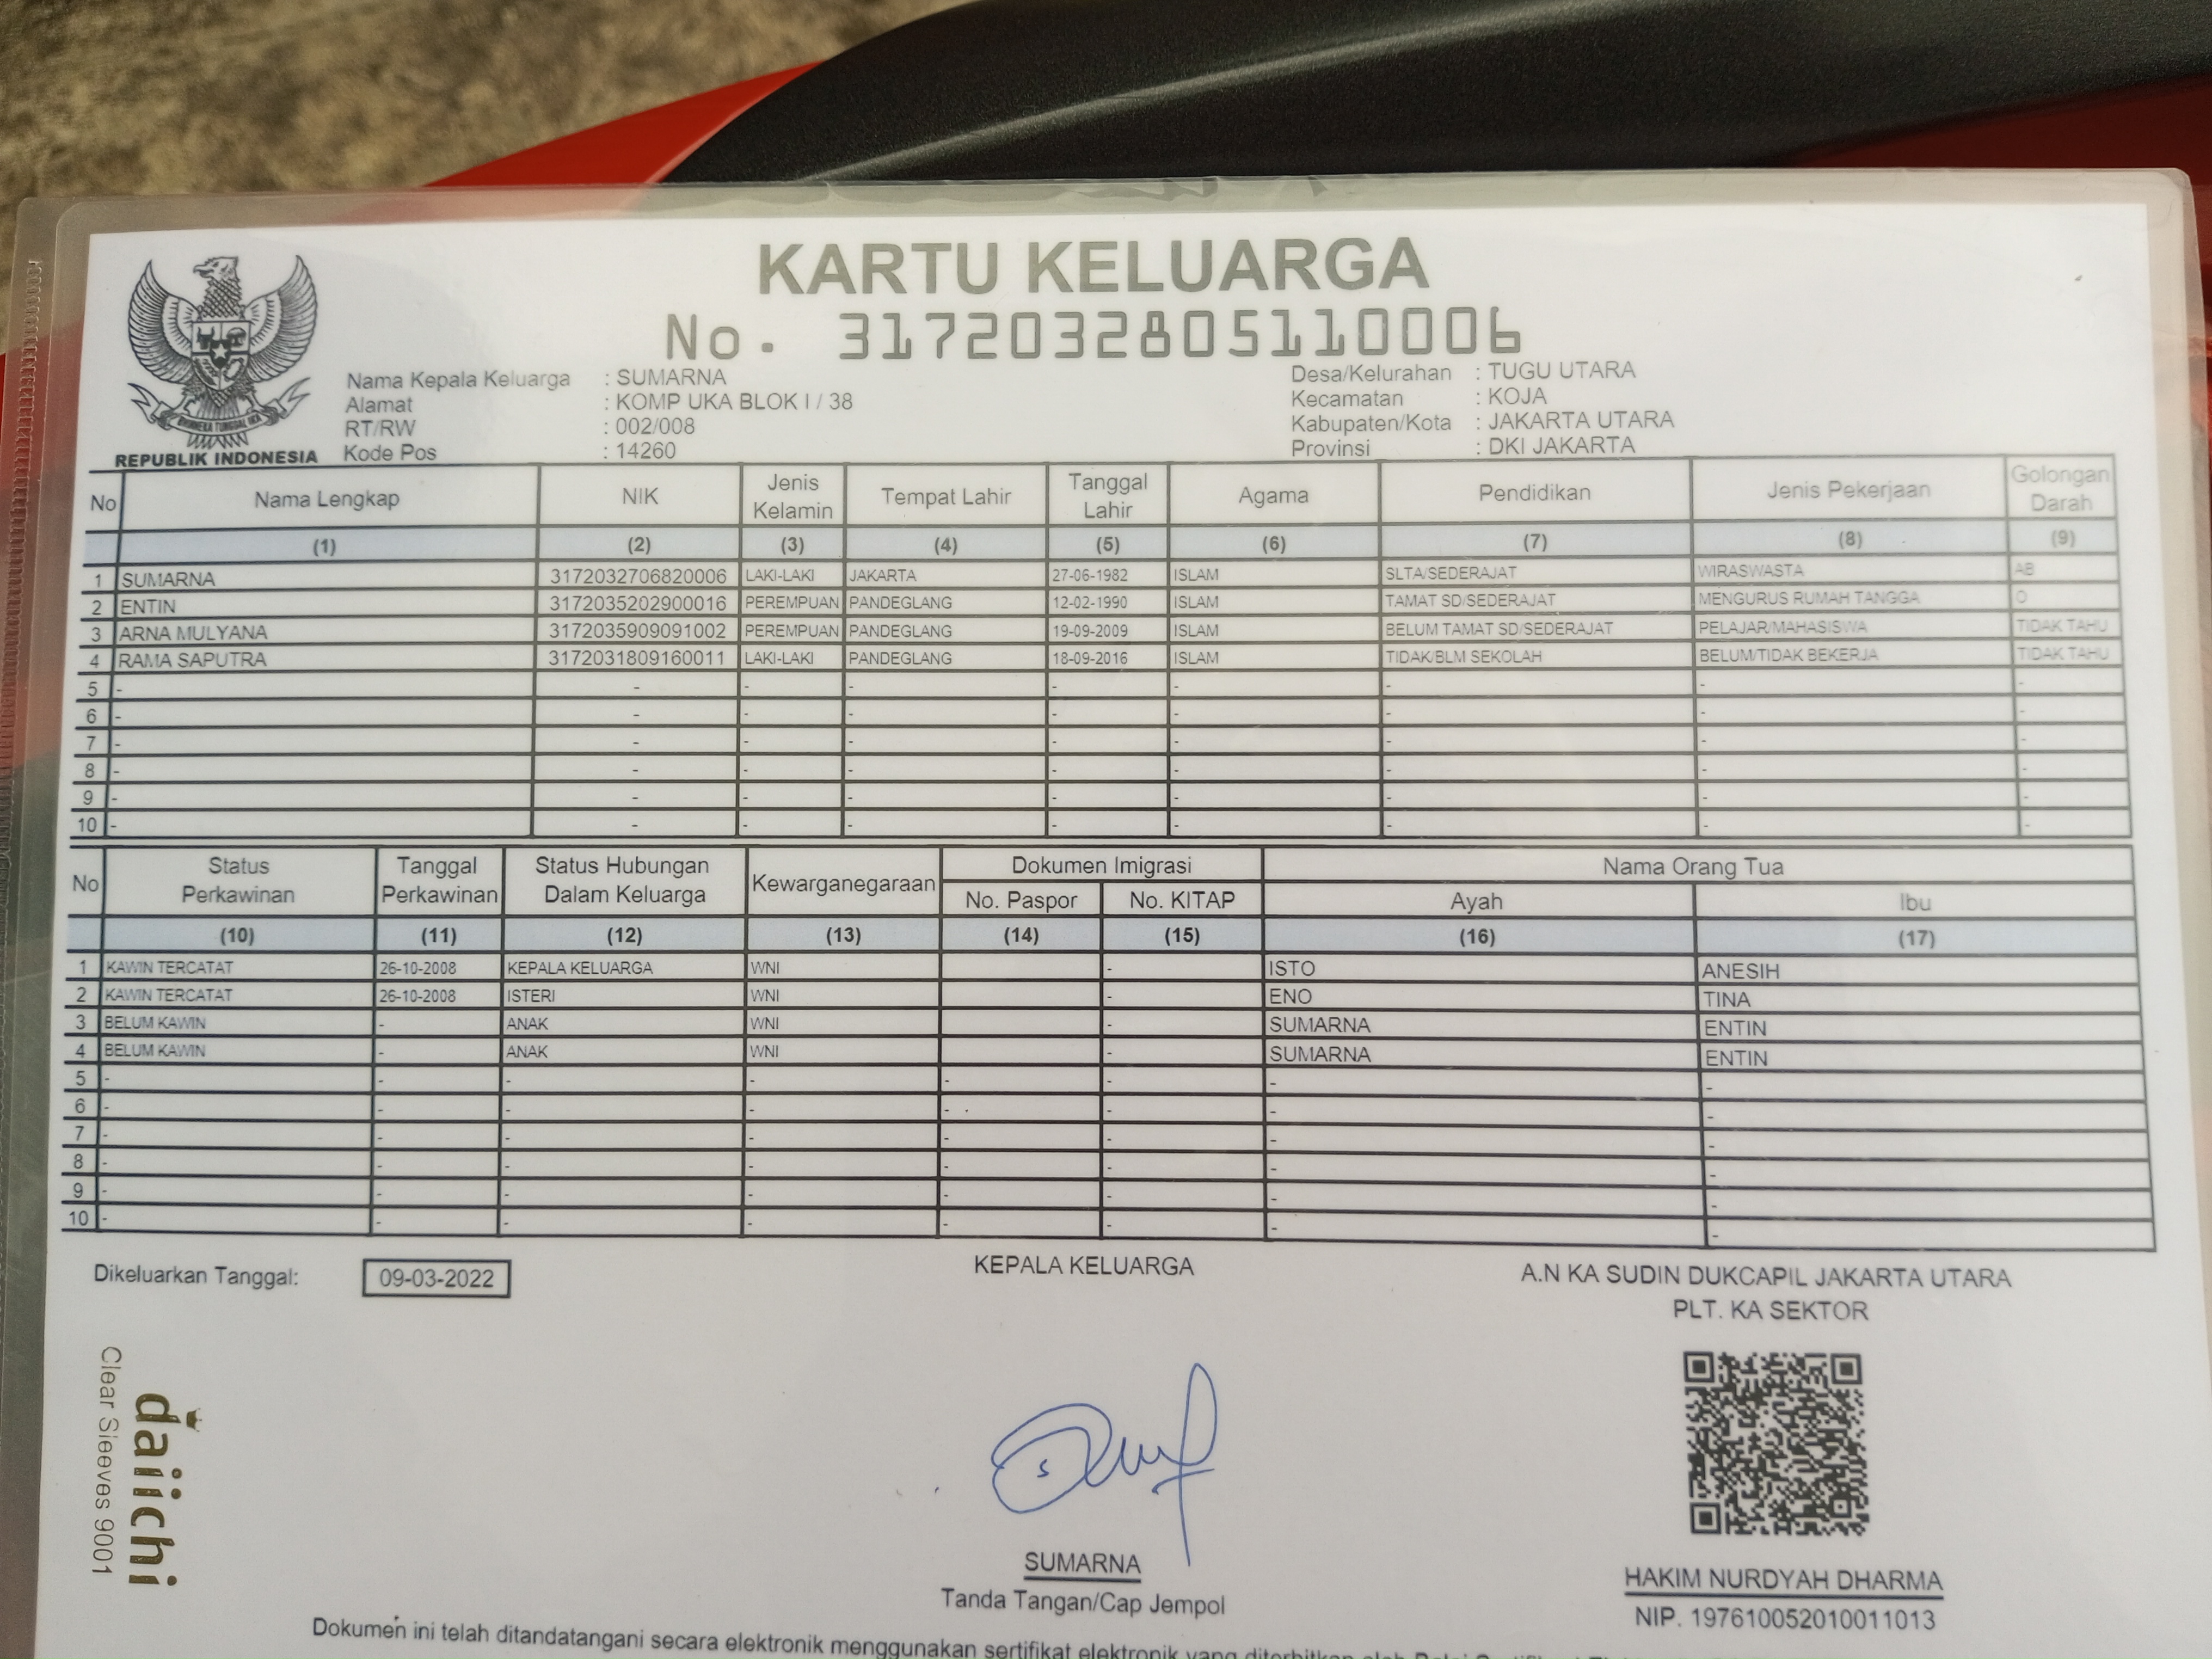 KARTU KELUARGA
No. 3172032805110006
Nama Kepala Keluarga : SUMARNA
Alamat : KOMP UKA BLOK I / 38
RT/RW : 002/008
Kode Pos : 14260
Desa/Kelurahan : TUGU UTARA
Kecamatan : KOJA
Kabupaten/Kota : JAKARTA UTARA
Provinsi : DKI JAKARTA
BHINNEKA TUNGGAL IKA
REPUBLIK INDONESIA
No Nama Lengkap NIK Jenis Kelamin Tempat Lahir Tanggal Lahir Agama Pendidikan Jenis Pekerjaan Golongan Darah
(1) (2) (3) (4) (5) (6) (7) (8) (9)
1 SUMARNA 3172032706820006 LAKI-LAKI JAKARTA 27-06-1982 ISLAM SLTA/SEDERAJAT WIRASWASTA AB
2 ENTIN 3172035202900016 PEREMPUAN PANDEGLANG 12-02-1990 ISLAM TAMAT SD/SEDERAJAT MENGURUS RUMAH TANGGA O
3 ARNA MULYANA 3172035909091002 PEREMPUAN PANDEGLANG 19-09-2009 ISLAM BELUM TAMAT SD/SEDERAJAT PELAJAR/MAHASISWA TIDAK TAHU
4 RAMA SAPUTRA 3172031809160011 LAKI-LAKI PANDEGLANG 18-09-2016 ISLAM TIDAK/BLM SEKOLAH BELUM/TIDAK BEKERJA TIDAK TAHU
5 - - - - - - - - -
6 - - - - - - - - -
7 - - - - - - - - -
8 - - - - - - - - -
9 - - - - - - - - -
10 - - - - - - - - -
No Status Perkawinan Tanggal Perkawinan Status Hubungan Dalam Keluarga Kewarganegaraan Dokumen Imigrasi Nama Orang Tua
No. Paspor No. KITAP Ayah Ibu
(10) (11) (12) (13) (14) (15) (16) (17)
1 KAWIN TERCATAT 26-10-2008 KEPALA KELUARGA WNI - ISTO ANESIH
2 KAWIN TERCATAT 26-10-2008 ISTERI WNI - ENO TINA
3 BELUM KAWIN - ANAK WNI - SUMARNA ENTIN
4 BELUM KAWIN - ANAK WNI - SUMARNA ENTIN
5 - - - - - - - -
6 - - - - - - - -
7 - - - - - - - -
8 - - - - - - - -
9 - - - - - - - -
10 - - - - - - - -
Dikeluarkan Tanggal: 09-03-2022
KEPALA KELUARGA
SUMARNA
Tanda Tangan/Cap Jempol
A.N KA SUDIN DUKCAPIL JAKARTA UTARA
PLT. KA SEKTOR
HAKIM NURDYAH DHARMA
NIP. 197610052010011013
daiichi
Clear Sleeves 9001
Dokumen ini telah ditandatangani secara elektronik menggunakan sertifikat elektronik yang